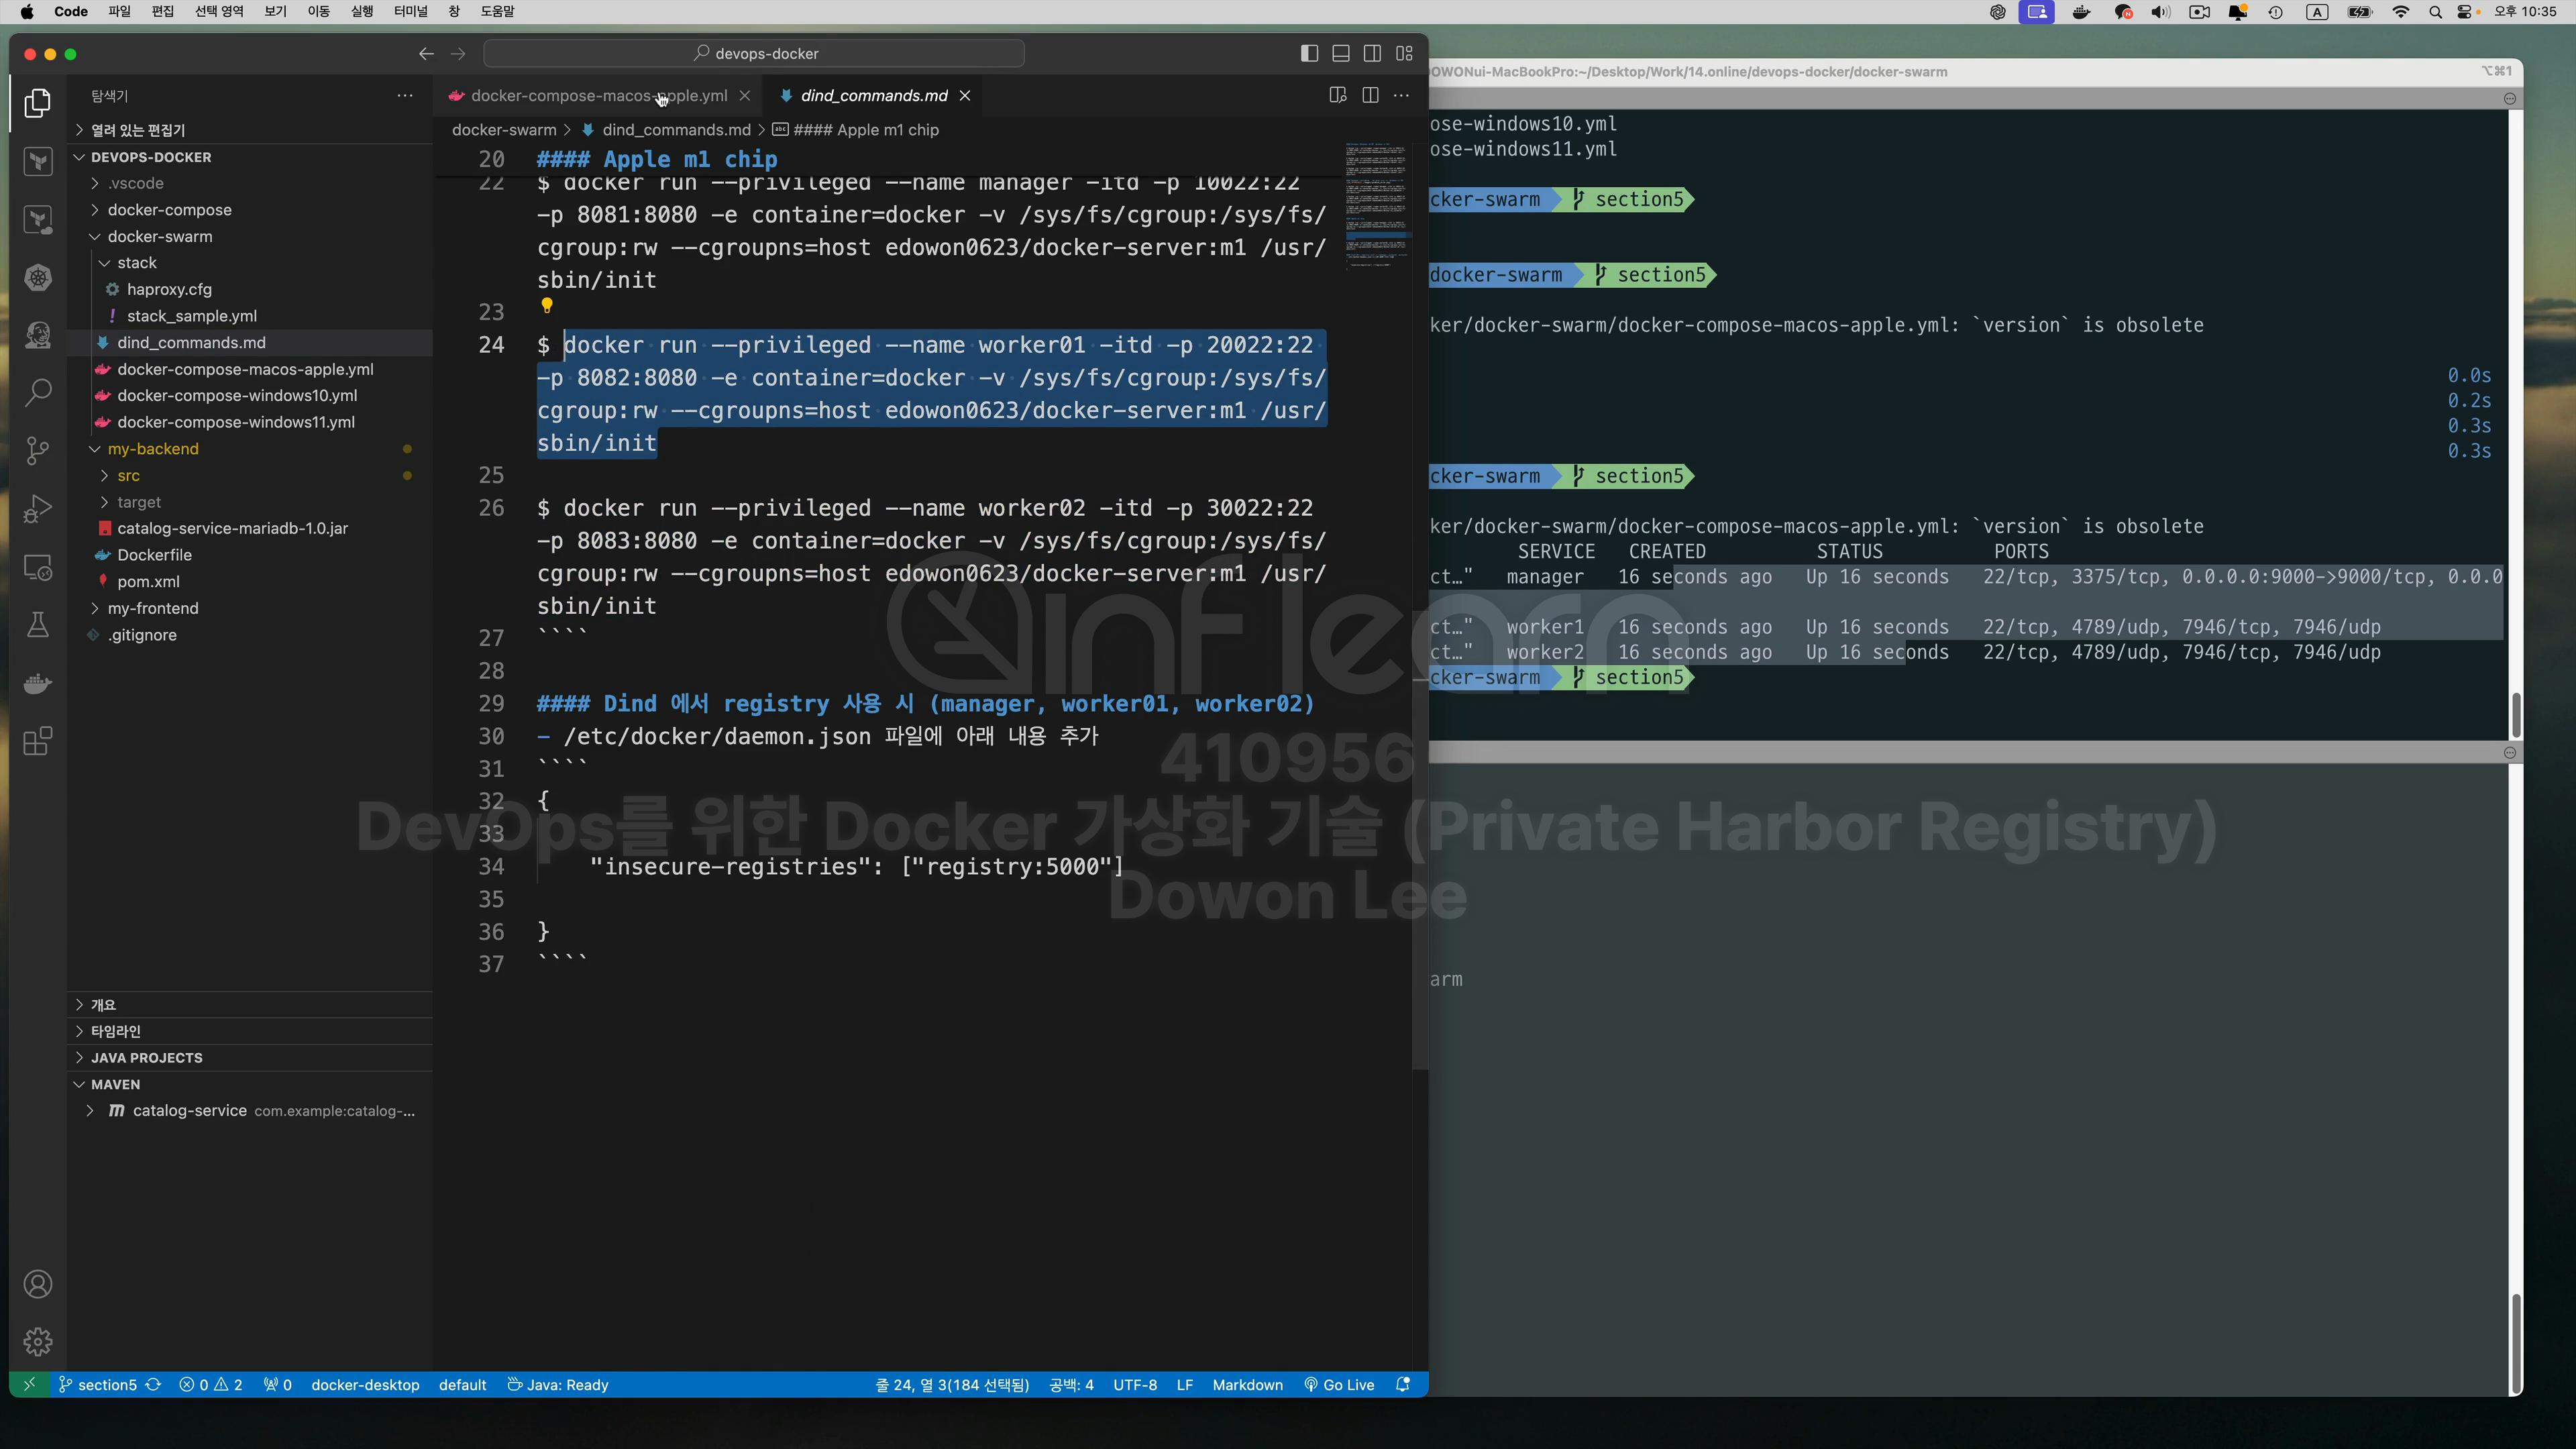 Code 파일 편집 선택 영역 보기 이동 실행 터미널 창 도움말
A
오후 10:35
devops-docker
탐색기
열려 있는 편집기
DEVOPS-DOCKER
.vscode
docker-compose
docker-swarm
stack
haproxy.cfg
stack_sample.yml
dind_commands.md
docker-compose-macos-apple.yml
docker-compose-windows10.yml
docker-compose-windows11.yml
my-backend
src
target
catalog-service-mariadb-1.0.jar
Dockerfile
pom.xml
my-frontend
.gitignore
개요
타임라인
JAVA PROJECTS
MAVEN
catalog-service com.example:catalog-...
docker-compose-macos-apple.yml
dind_commands.md
docker-swarm > dind_commands.md > #### Apple m1 chip
20 #### Apple m1 chip
22 $ docker run --privileged --name manager -itd -p 10022:22
-p 8081:8080 -e container=docker -v /sys/fs/cgroup:/sys/fs/
cgroup:rw --cgroupns=host edowon0623/docker-server:m1 /usr/
sbin/init
23
24 $ docker run --privileged --name worker01 -itd -p 20022:22
-p 8082:8080 -e container=docker -v /sys/fs/cgroup:/sys/fs/
cgroup:rw --cgroupns=host edowon0623/docker-server:m1 /usr/
sbin/init
25
26 $ docker run --privileged --name worker02 -itd -p 30022:22
-p 8083:8080 -e container=docker -v /sys/fs/cgroup:/sys/fs/
cgroup:rw --cgroupns=host edowon0623/docker-server:m1 /usr/
sbin/init
27 ````
28
29 #### Dind 에서 registry 사용 시 (manager, worker01, worker02)
30 - /etc/docker/daemon.json 파일에 아래 내용 추가
31 ````
32 {
33
34 "insecure-registries": ["registry:5000"]
35
36 }
37 ````
section5 0 2 0 docker-desktop default Java: Ready
줄 24, 열 3(184 선택됨) 공백: 4 UTF-8 LF Markdown Go Live
OWONui-MacBookPro:~/Desktop/Work/14.online/devops-docker/docker-swarm
⌥⌘1
ose-windows10.yml
ose-windows11.yml
cker-swarm section5
docker-swarm section5
ker/docker-swarm/docker-compose-macos-apple.yml: `version` is obsolete
0.0s
0.2s
0.3s
0.3s
cker-swarm section5
ker/docker-swarm/docker-compose-macos-apple.yml: `version` is obsolete
SERVICE CREATED STATUS PORTS
ct…" manager 16 seconds ago Up 16 seconds 22/tcp, 3375/tcp, 0.0.0.0:9000->9000/tcp, 0.0.0
ct…" worker1 16 seconds ago Up 16 seconds 22/tcp, 4789/udp, 7946/tcp, 7946/udp
ct…" worker2 16 seconds ago Up 16 seconds 22/tcp, 4789/udp, 7946/tcp, 7946/udp
cker-swarm section5
arm
inflearn
410956
DevOps를 위한 Docker 가상화 기술 (Private Harbor Registry)
Dowon Lee